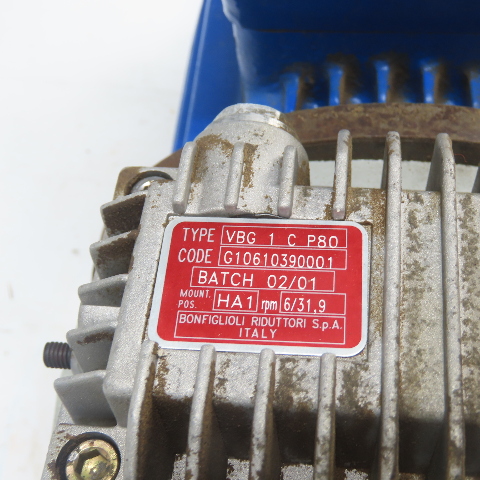 TYPE VBG 1 C P80
CODE G10610390001
BATCH 02/01
MOUNT. POS. HA1 rpm 6/31,9
BONFIGLIOLI RIDUTTORI S.p.A.
ITALY